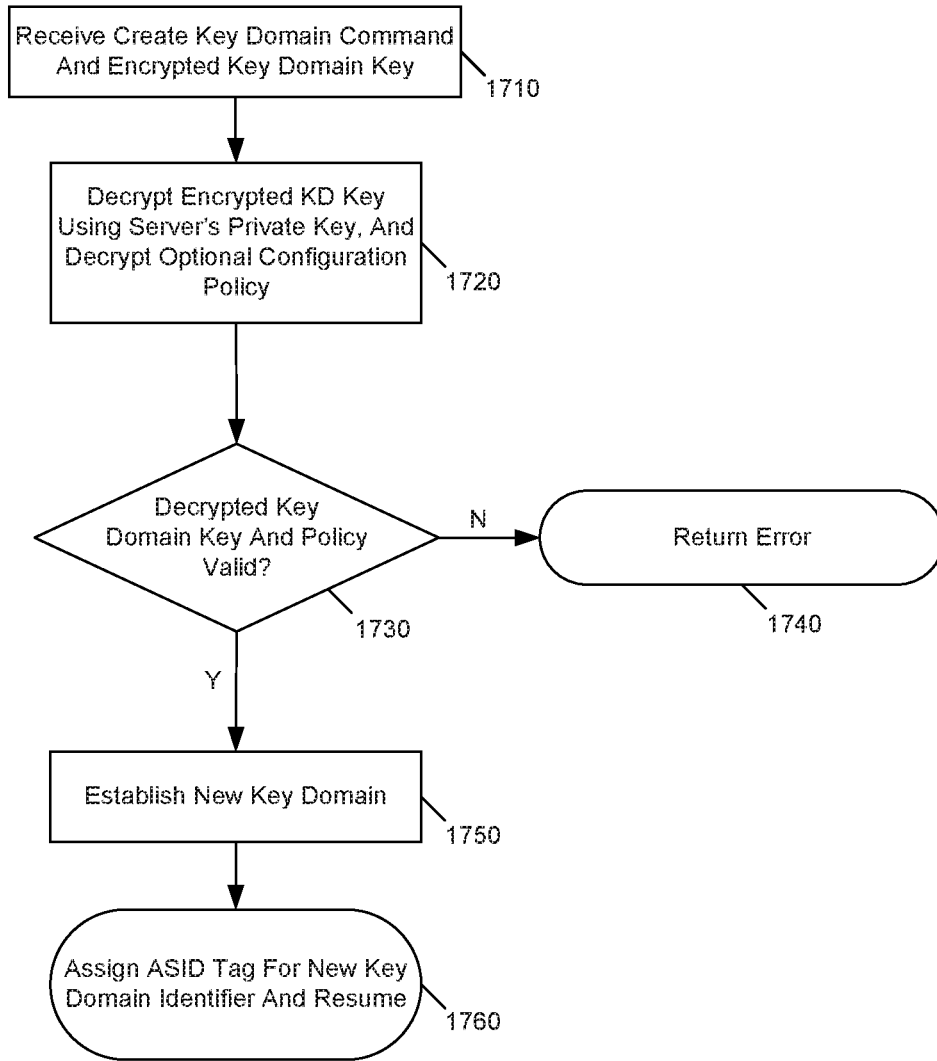 Receive Create Key Domain Command
And Encrypted Key Domain Key
1710
Decrypt Encrypted KD Key
Using Server's Private Key, And
Decrypt Optional Configuration
Policy
1720
Decrypted Key
Domain Key And Policy
Valid?
1730
N
Return Error
1740
Y
Establish New Key Domain
1750
Assign ASID Tag For New Key
Domain Identifier And Resume
1760